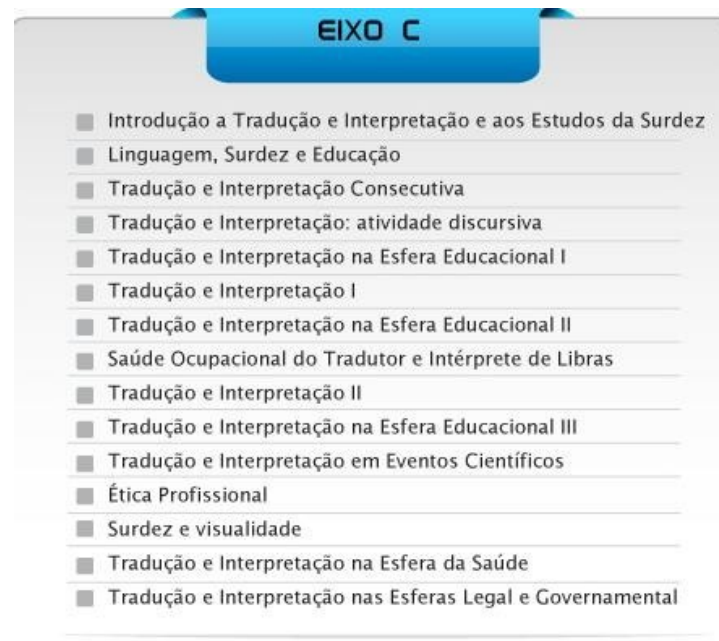 EIXO C
Introdução a Tradução e Interpretação e aos Estudos da Surdez
Linguagem, Surdez e Educação
Tradução e Interpretação Consecutiva
Tradução e Interpretação: atividade discursiva
Tradução e Interpretação na Esfera Educacional I
Tradução e Interpretação I
Tradução e Interpretação na Esfera Educacional II
Saúde Ocupacional do Tradutor e Intérprete de Libras
Tradução e Interpretação II
Tradução e Interpretação na Esfera Educacional III
Tradução e Interpretação em Eventos Científicos
Ética Profissional
Surdez e visualidade
Tradução e Interpretação na Esfera da Saúde
Tradução e Interpretação nas Esferas Legal e Governamental